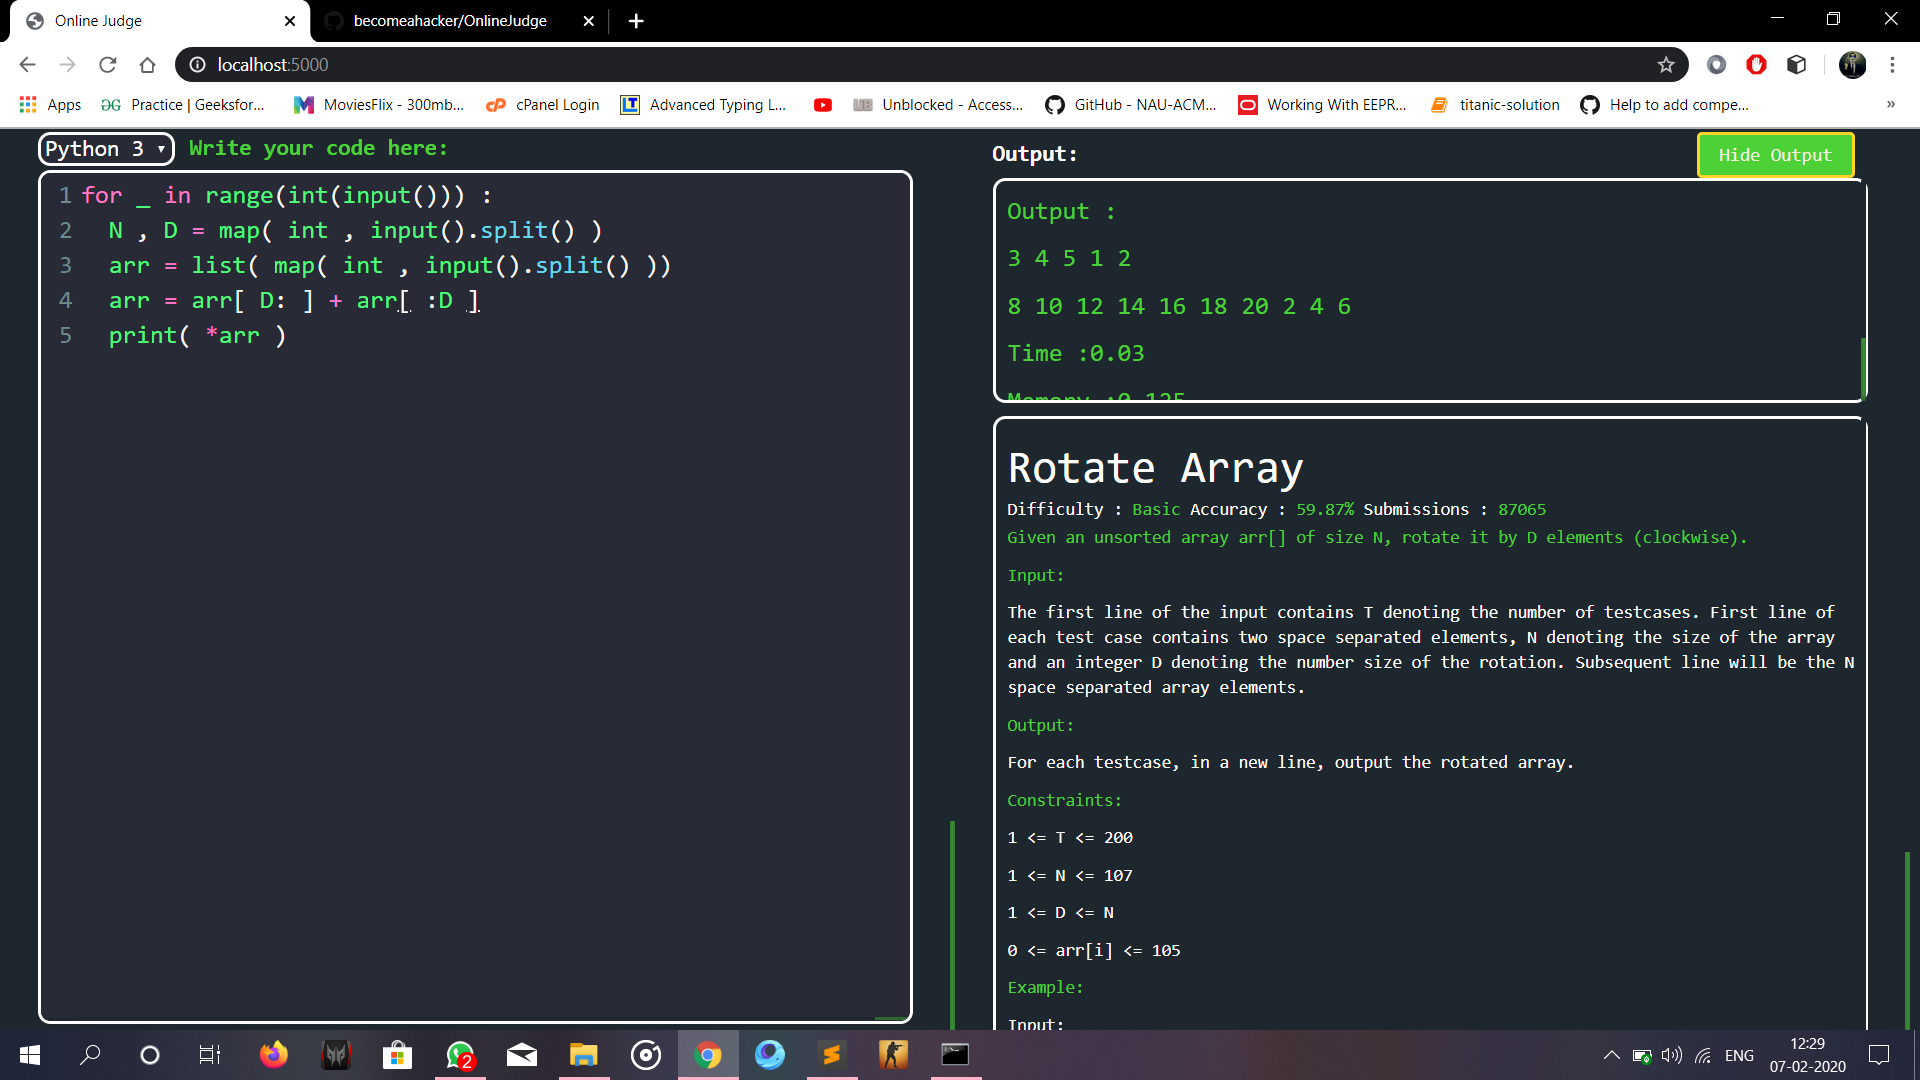 Online Judge
becomeahacker/OnlineJudge
localhost:5000
Apps
Practice | Geeksfor...
MoviesFlix - 300mb...
cPanel Login
Advanced Typing L...
Unblocked - Access...
GitHub - NAU-ACM...
Working With EEPR...
titanic-solution
Help to add compe...
»
Python 3 Write your code here:
1 for _ in range(int(input())) :
2 N , D = map( int , input().split() )
3 arr = list( map( int , input().split() ))
4 arr = arr[ D: ] + arr[ :D ]
5 print( *arr )
Output:
Hide Output
Output :
3 4 5 1 2
8 10 12 14 16 18 20 2 4 6
Time :0.03
Memory :0.125
Rotate Array
Difficulty : Basic Accuracy : 59.87% Submissions : 87065
Given an unsorted array arr[] of size N, rotate it by D elements (clockwise).
Input:
The first line of the input contains T denoting the number of testcases. First line of
each test case contains two space separated elements, N denoting the size of the array
and an integer D denoting the number size of the rotation. Subsequent line will be the N
space separated array elements.
Output:
For each testcase, in a new line, output the rotated array.
Constraints:
1 <= T <= 200
1 <= N <= 107
1 <= D <= N
0 <= arr[i] <= 105
Example:
Input:
2
ENG
12:29
07-02-2020